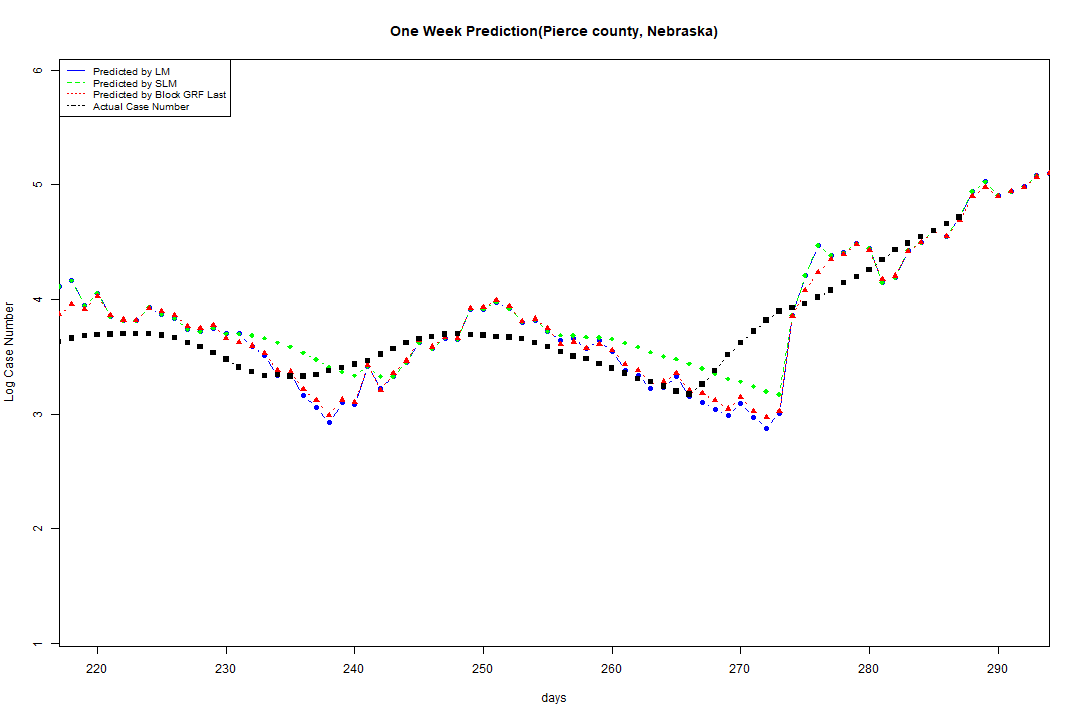 One Week Prediction(Pierce county, Nebraska)
Predicted by LM
Predicted by SLM
Predicted by Block GRF Last
Actual Case Number
6
5
4
3
2
1
Log Case Number
220 230 240 250 260 270 280 290
days